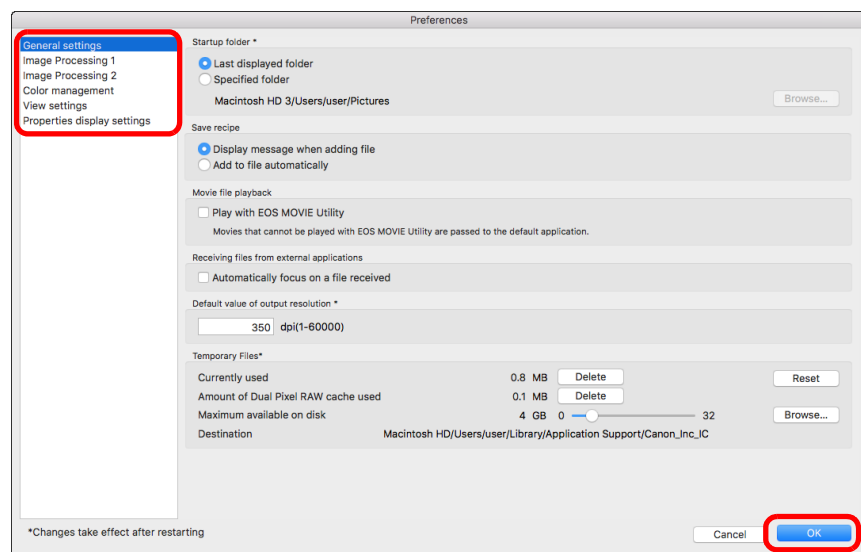 Preferences
General settings
Image Processing 1
Image Processing 2
Color management
View settings
Properties display settings
Startup folder *
Last displayed folder
Specified folder
Macintosh HD 3/Users/user/Pictures
Browse...
Save recipe
Display message when adding file
Add to file automatically
Movie file playback
Play with EOS MOVIE Utility
Movies that cannot be played with EOS MOVIE Utility are passed to the default application.
Receiving files from external applications
Automatically focus on a file received
Default value of output resolution *
350 dpi(1-60000)
Temporary Files*
Currently used 0.8 MB Delete Reset
Amount of Dual Pixel RAW cache used 0.1 MB Delete
Maximum available on disk 4 GB 0 32 Browse...
Destination Macintosh HD/Users/user/Library/Application Support/Canon_Inc_IC
*Changes take effect after restarting
Cancel OK